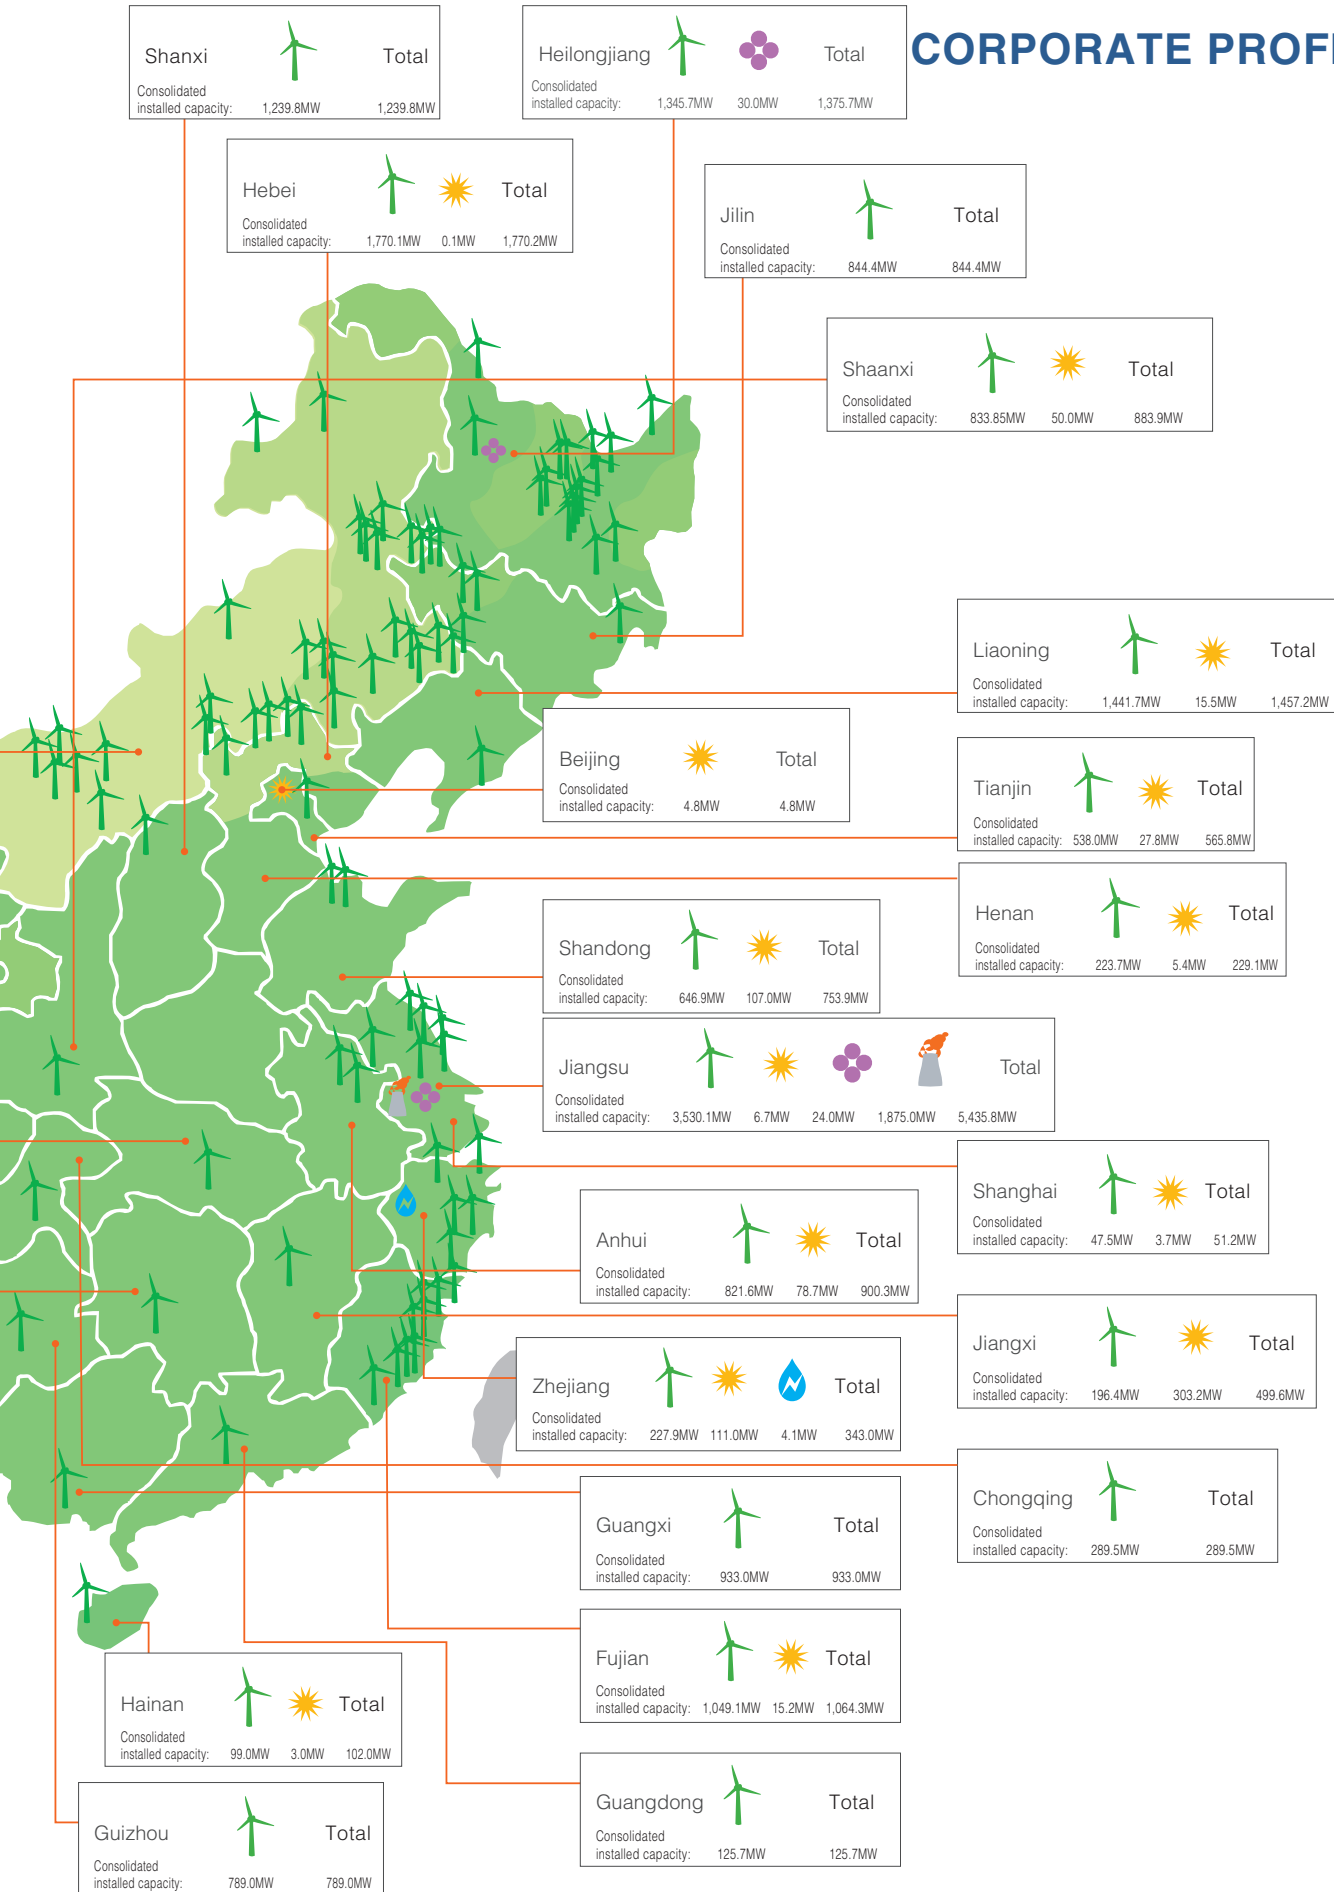 CORPORATE PROFI
Shanxi Total
Consolidated
installed capacity: 1,239.8MW 1,239.8MW
Heilongjiang Total
Consolidated
installed capacity: 1,345.7MW 30.0MW 1,375.7MW
Hebei Total
Consolidated
installed capacity: 1,770.1MW 0.1MW 1,770.2MW
Jilin Total
Consolidated
installed capacity: 844.4MW 844.4MW
Shaanxi Total
Consolidated
installed capacity: 833.85MW 50.0MW 883.9MW
Liaoning Total
Consolidated
installed capacity: 1,441.7MW 15.5MW 1,457.2MW
Beijing Total
Consolidated
installed capacity: 4.8MW 4.8MW
Tianjin Total
Consolidated
installed capacity: 538.0MW 27.8MW 565.8MW
Henan Total
Consolidated
installed capacity: 223.7MW 5.4MW 229.1MW
Shandong Total
Consolidated
installed capacity: 646.9MW 107.0MW 753.9MW
Jiangsu Total
Consolidated
installed capacity: 3,530.1MW 6.7MW 24.0MW 1,875.0MW 5,435.8MW
Shanghai Total
Consolidated
installed capacity: 47.5MW 3.7MW 51.2MW
Anhui Total
Consolidated
installed capacity: 821.6MW 78.7MW 900.3MW
Jiangxi Total
Consolidated
installed capacity: 196.4MW 303.2MW 499.6MW
Zhejiang Total
Consolidated
installed capacity: 227.9MW 111.0MW 4.1MW 343.0MW
Chongqing Total
Consolidated
installed capacity: 289.5MW 289.5MW
Guangxi Total
Consolidated
installed capacity: 933.0MW 933.0MW
Fujian Total
Consolidated
installed capacity: 1,049.1MW 15.2MW 1,064.3MW
Hainan Total
Consolidated
installed capacity: 99.0MW 3.0MW 102.0MW
Guangdong Total
Consolidated
installed capacity: 125.7MW 125.7MW
Guizhou Total
Consolidated
installed capacity: 789.0MW 789.0MW